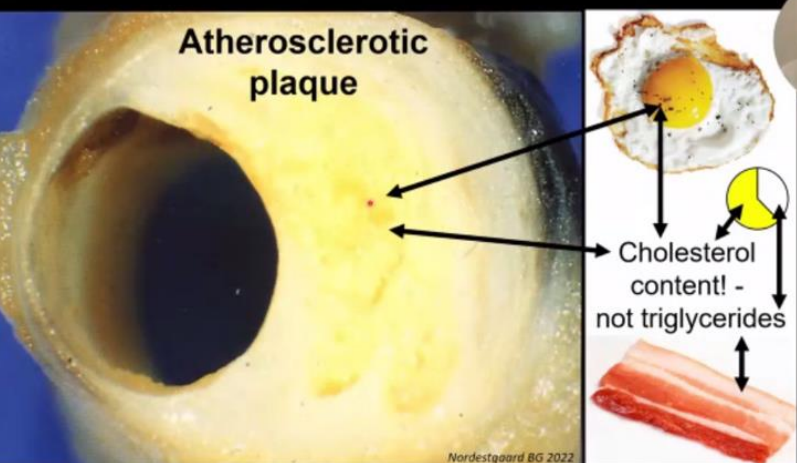 Atherosclerotic
plaque
Cholesterol
content! -
not triglycerides
Nordestgaard BG 2022